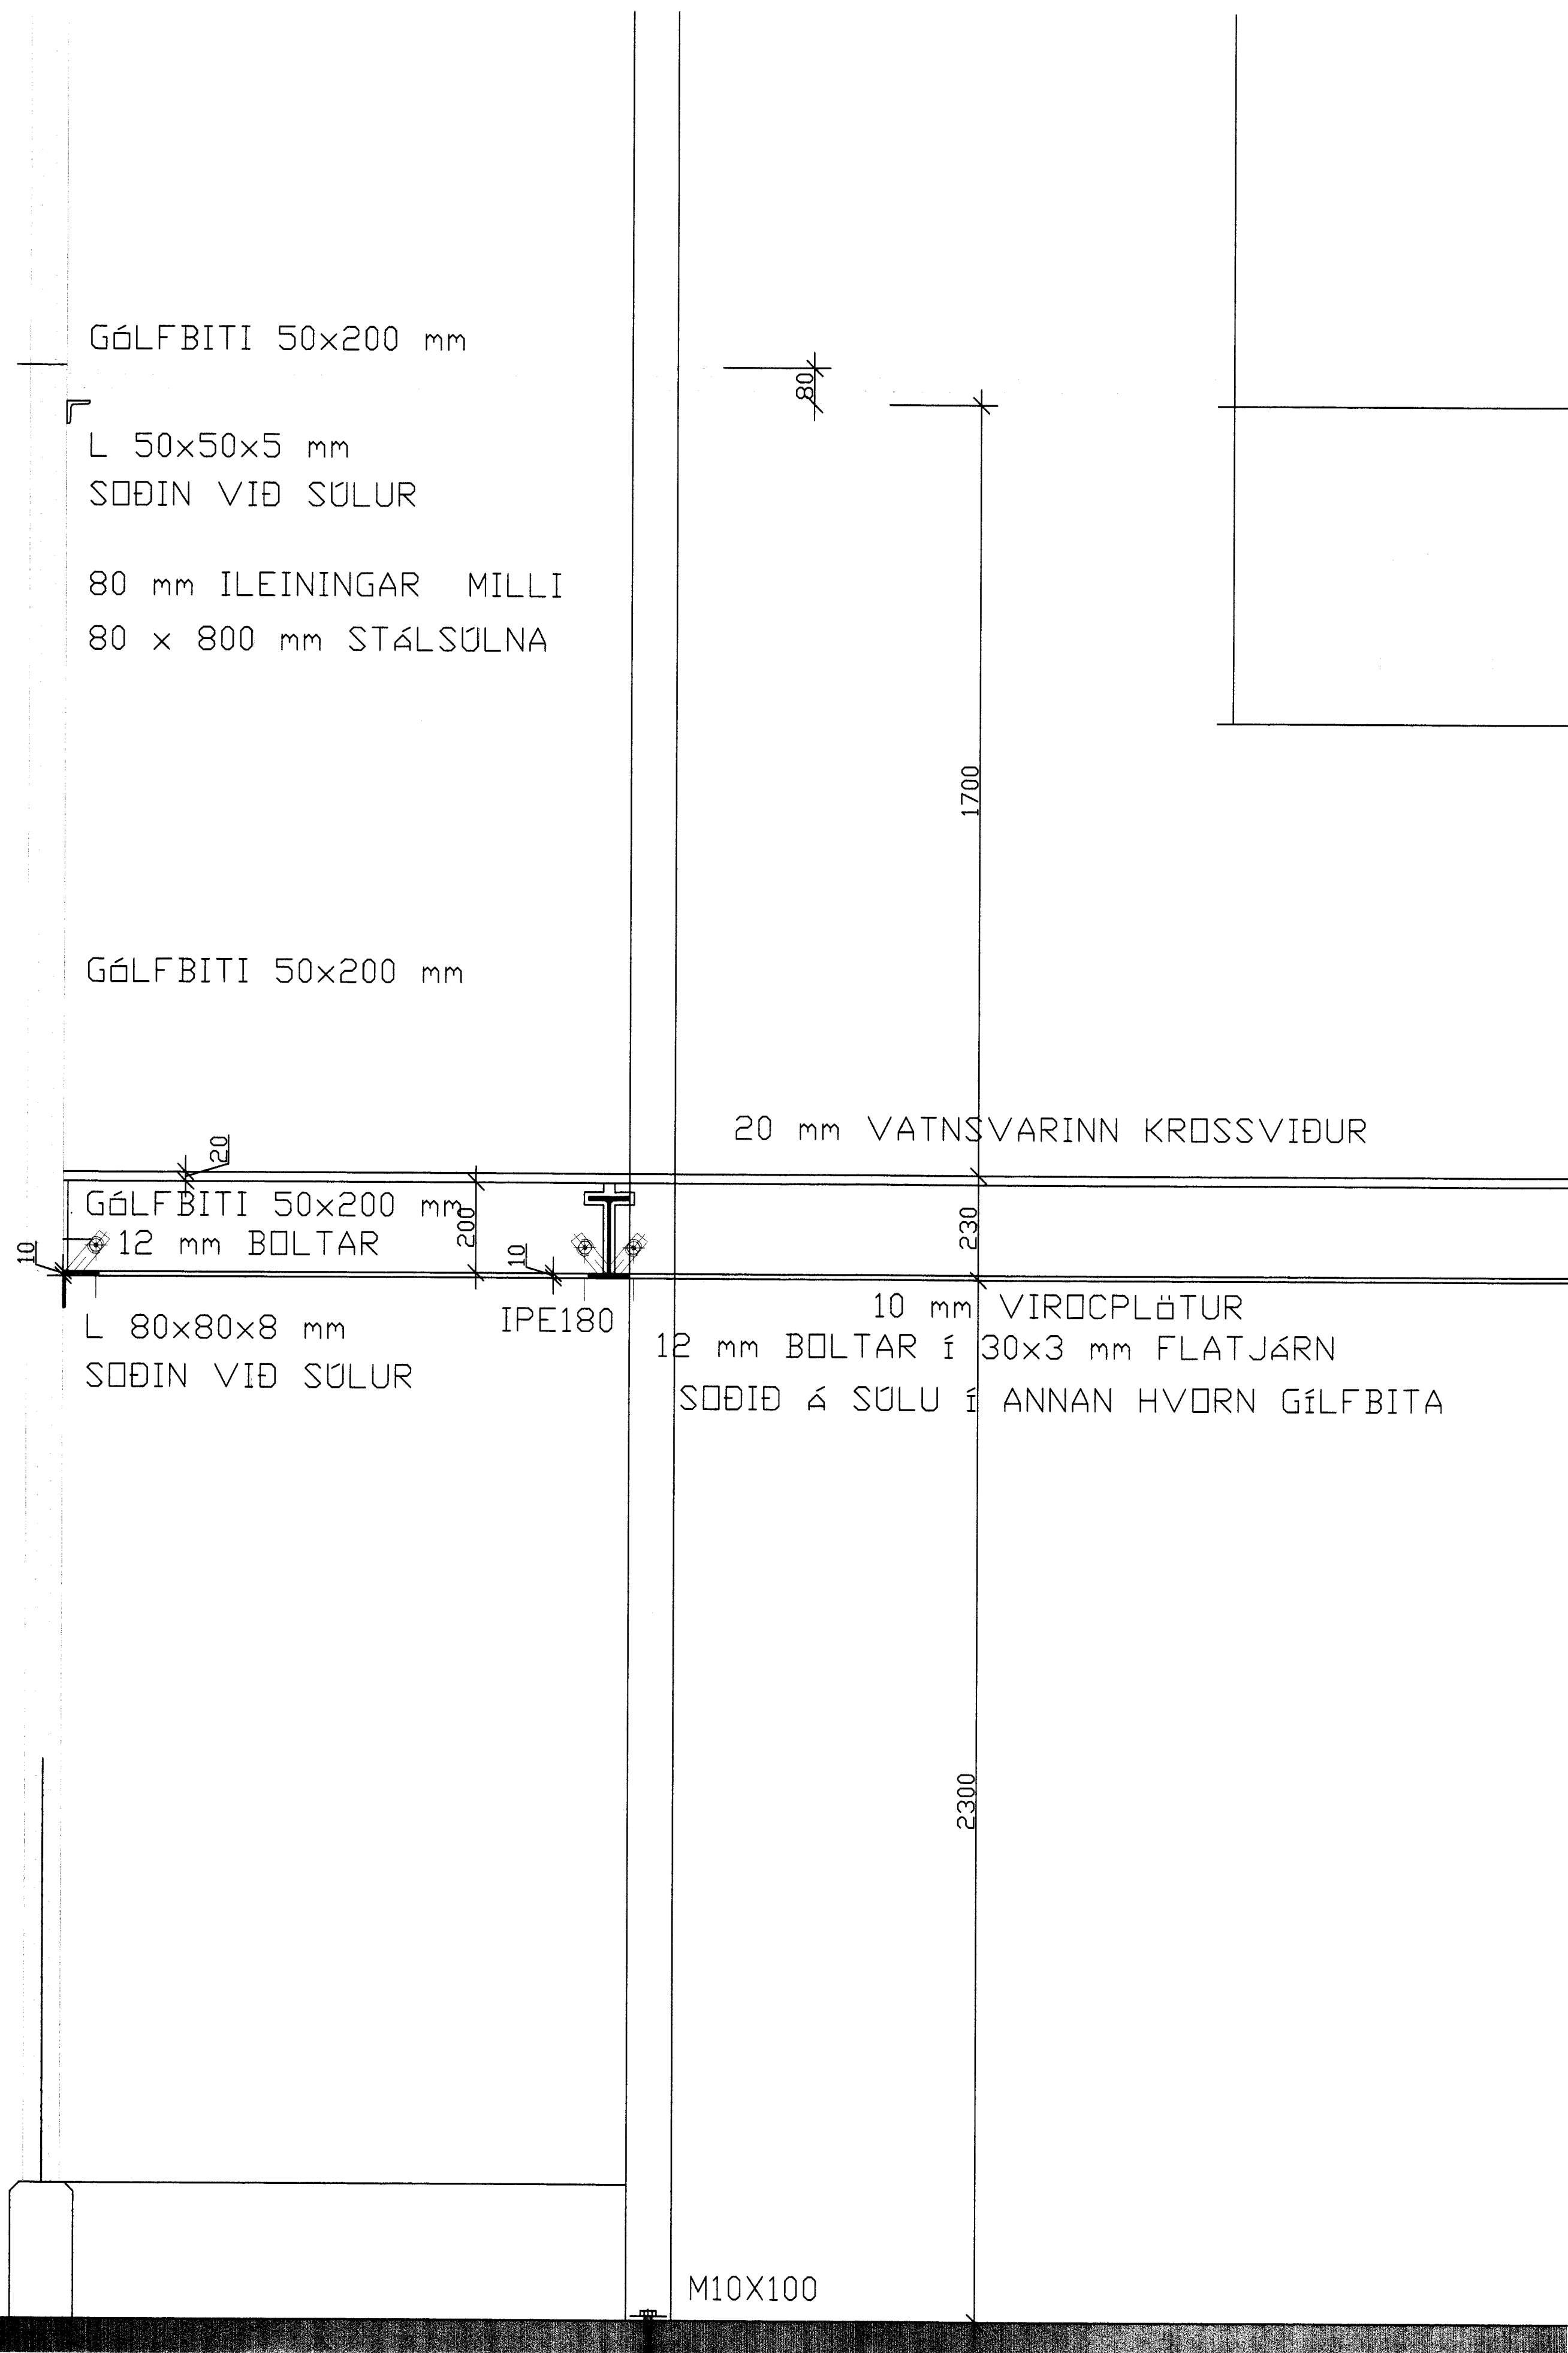 GóLFBITI 50x200 mm
80
L 50x50x5 mm
SOÐIN VIÐ SÚLUR
80 mm ILEININGAR MILLI
80 x 800 mm STáLSÚLNA
1700
GóLFBITI 50x200 mm
20 mm VATNSVARINN KROSSVIÐUR
20
GóLFBITI 50x200 mm
200
230
12 mm BOLTAR
10
10
L 80x80x8 mm
SOÐIN VIÐ SÚLUR
IPE180
10 mm VIROCPLöTUR
12 mm BOLTAR í 30x3 mm FLATJáRN
SOÐIÐ á SÚLU í ANNAN HVORN GíLFBITA
2300
M10X100